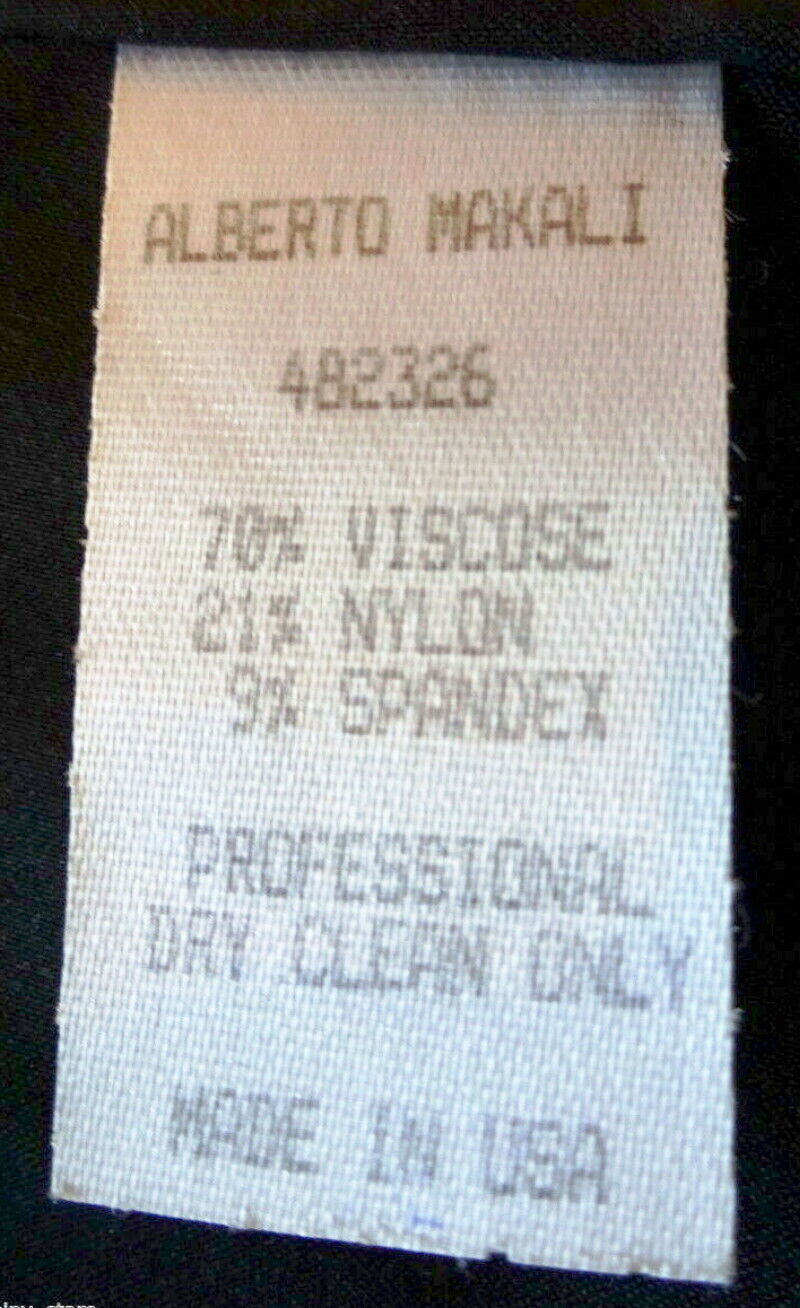 ALBERTO MAKALI
482326
70% VISCOSE
21% NYLON
9% SPANDEX
PROFESSIONAL
DRY CLEAN ONLY
MADE IN USA